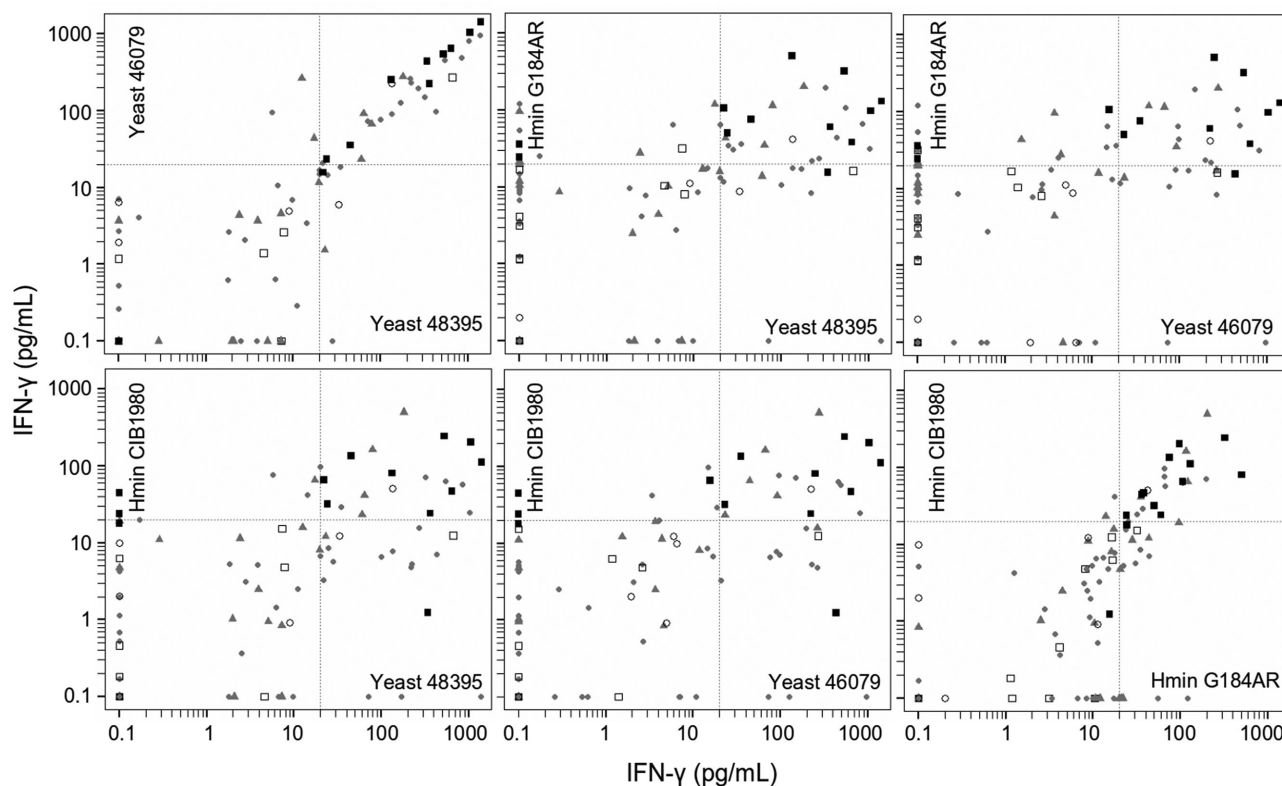 Yeast 46079
Hmin G184AR
Hmin G184AR
1000
100
10
1
0.1
Yeast 48395
Yeast 48395
Yeast 46079
IFN-γ (pg/mL)
Hmin CIB1980
Hmin CIB1980
Hmin CIB1980
1000
100
10
1
0.1
Yeast 48395
Yeast 46079
Hmin G184AR
0.1 1 10 100 1000 0.1 1 10 100 1000 0.1 1 10 100 1000
IFN-γ (pg/mL)